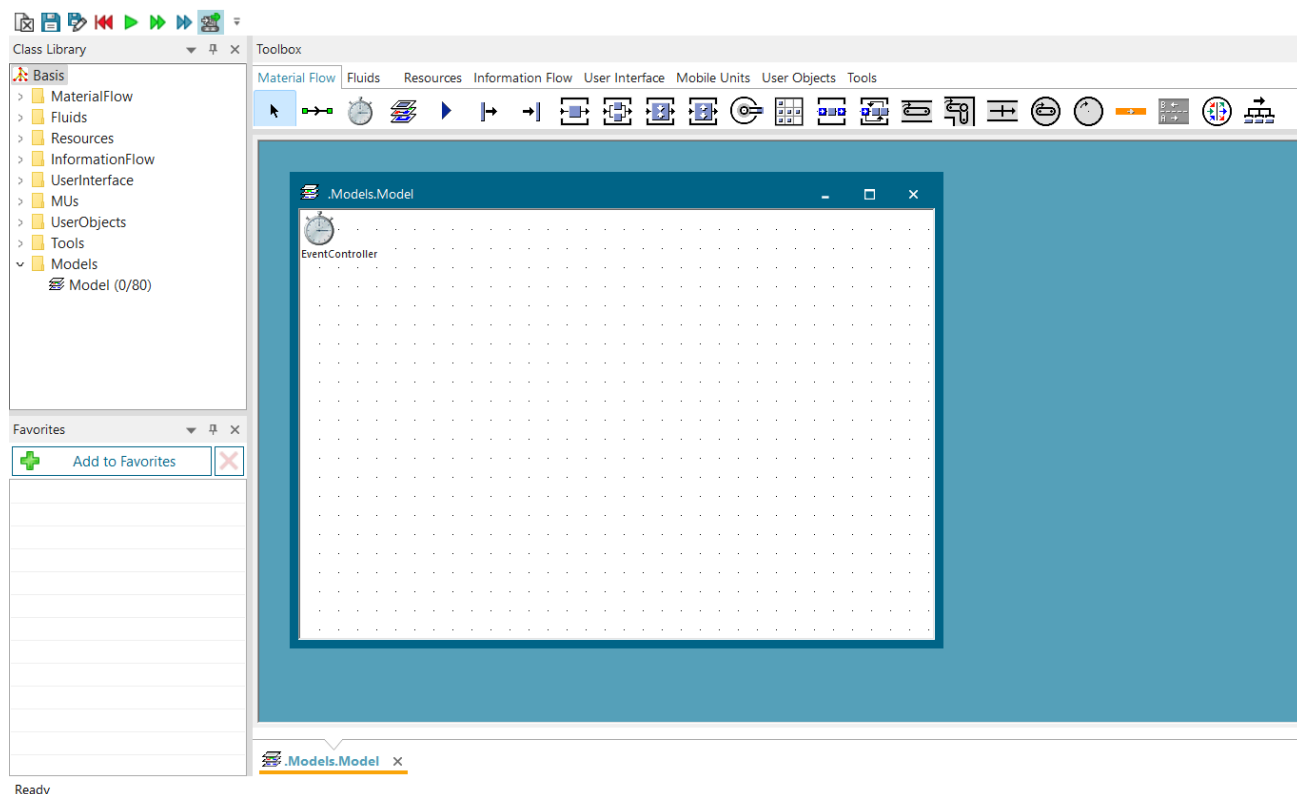 Class Library
Toolbox
Basis
MaterialFlow
Fluids
Resources
InformationFlow
UserInterface
MUs
UserObjects
Tools
Models
Model (0/80)
Material Flow Fluids Resources Information Flow User Interface Mobile Units User Objects Tools
.Models.Model
EventController
Favorites
Add to Favorites
.Models.Model
Ready